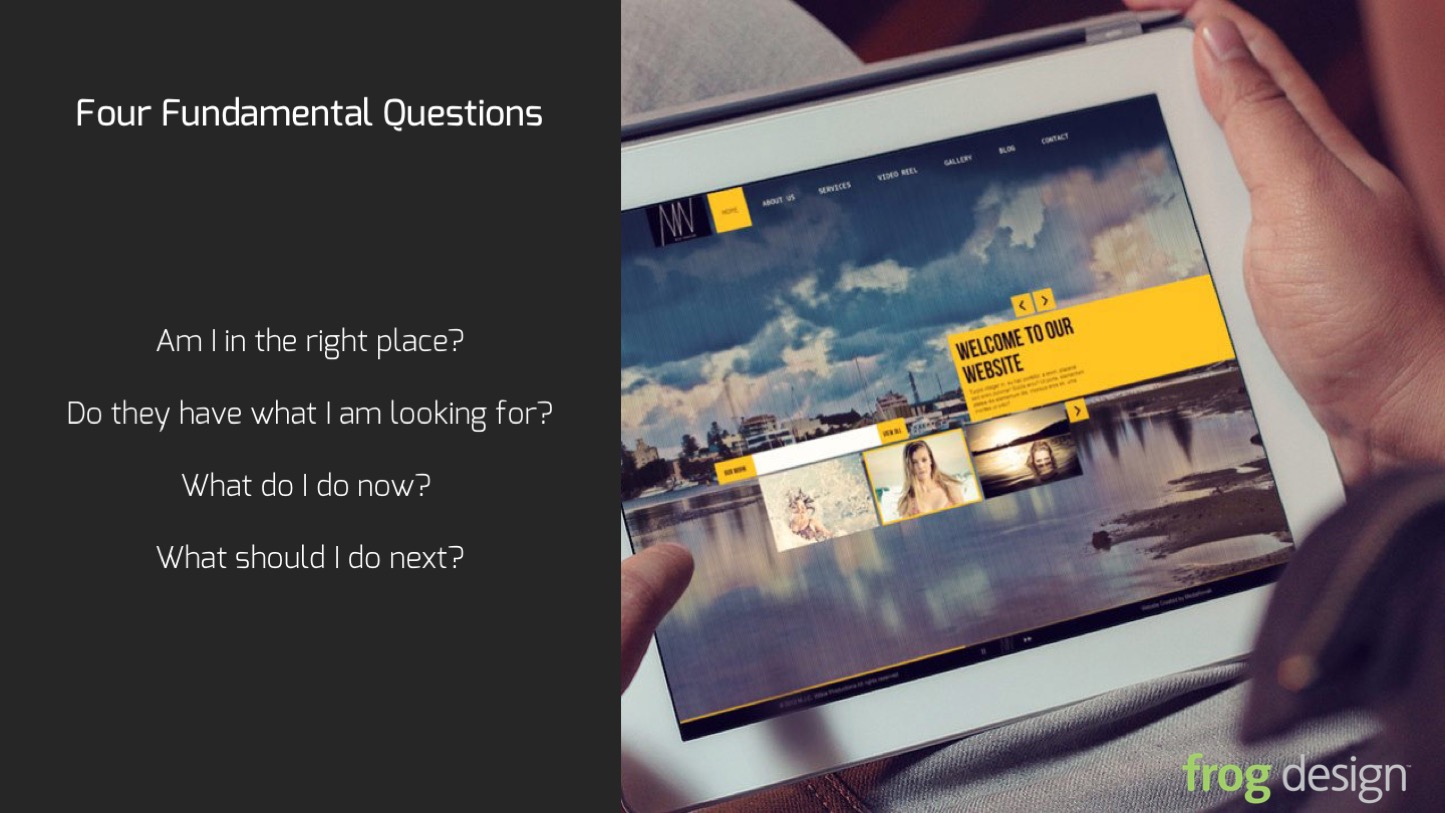 Four Fundamental Questions
Am I in the right place?
Do they have what I am looking for?
What do I do now?
What should I do next?
HOME
ABOUT US
SERVICES
VIDEO REEL
GALLERY
BLOG
CONTACT
WELCOME TO OUR
WEBSITE
OUR WORK
VIEW ALL
frog design